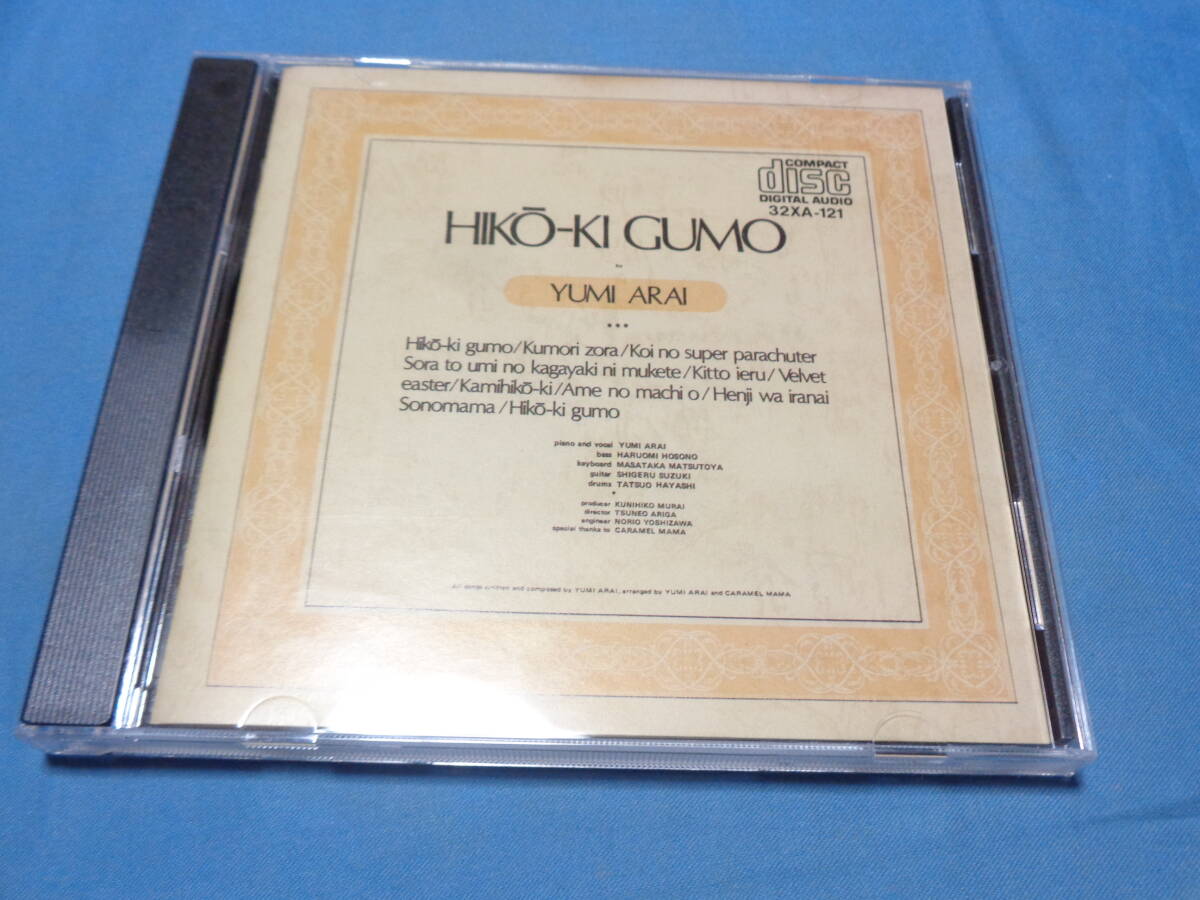 COMPACT
disc
DIGITAL AUDIO
32XA-121
HIKŌ-KI GUMO
by
YUMI ARAI
•••
Hikō-ki gumo/Kumori zora/Koi no super parachuter
Sora to umi no kagayaki ni mukete/Kitto ieru/Velvet
easter/Kamihikō-ki/Ame no machi o/Henji wa iranai
Sonomama/Hikō-ki gumo
piano and vocal YUMI ARAI
bass HARUOMI HOSONO
keyboard MASATAKA MATSUTOYA
guitar SHIGERU SUZUKI
drums TATSUO HAYASHI
•
producer KUNIHIKO MURAI
director TSUNEO ARIGA
engineer NORIO YOSHIZAWA
special thanks to CARAMEL MAMA
All songs written and composed by YUMI ARAI, arranged by YUMI ARAI and CARAMEL MAMA